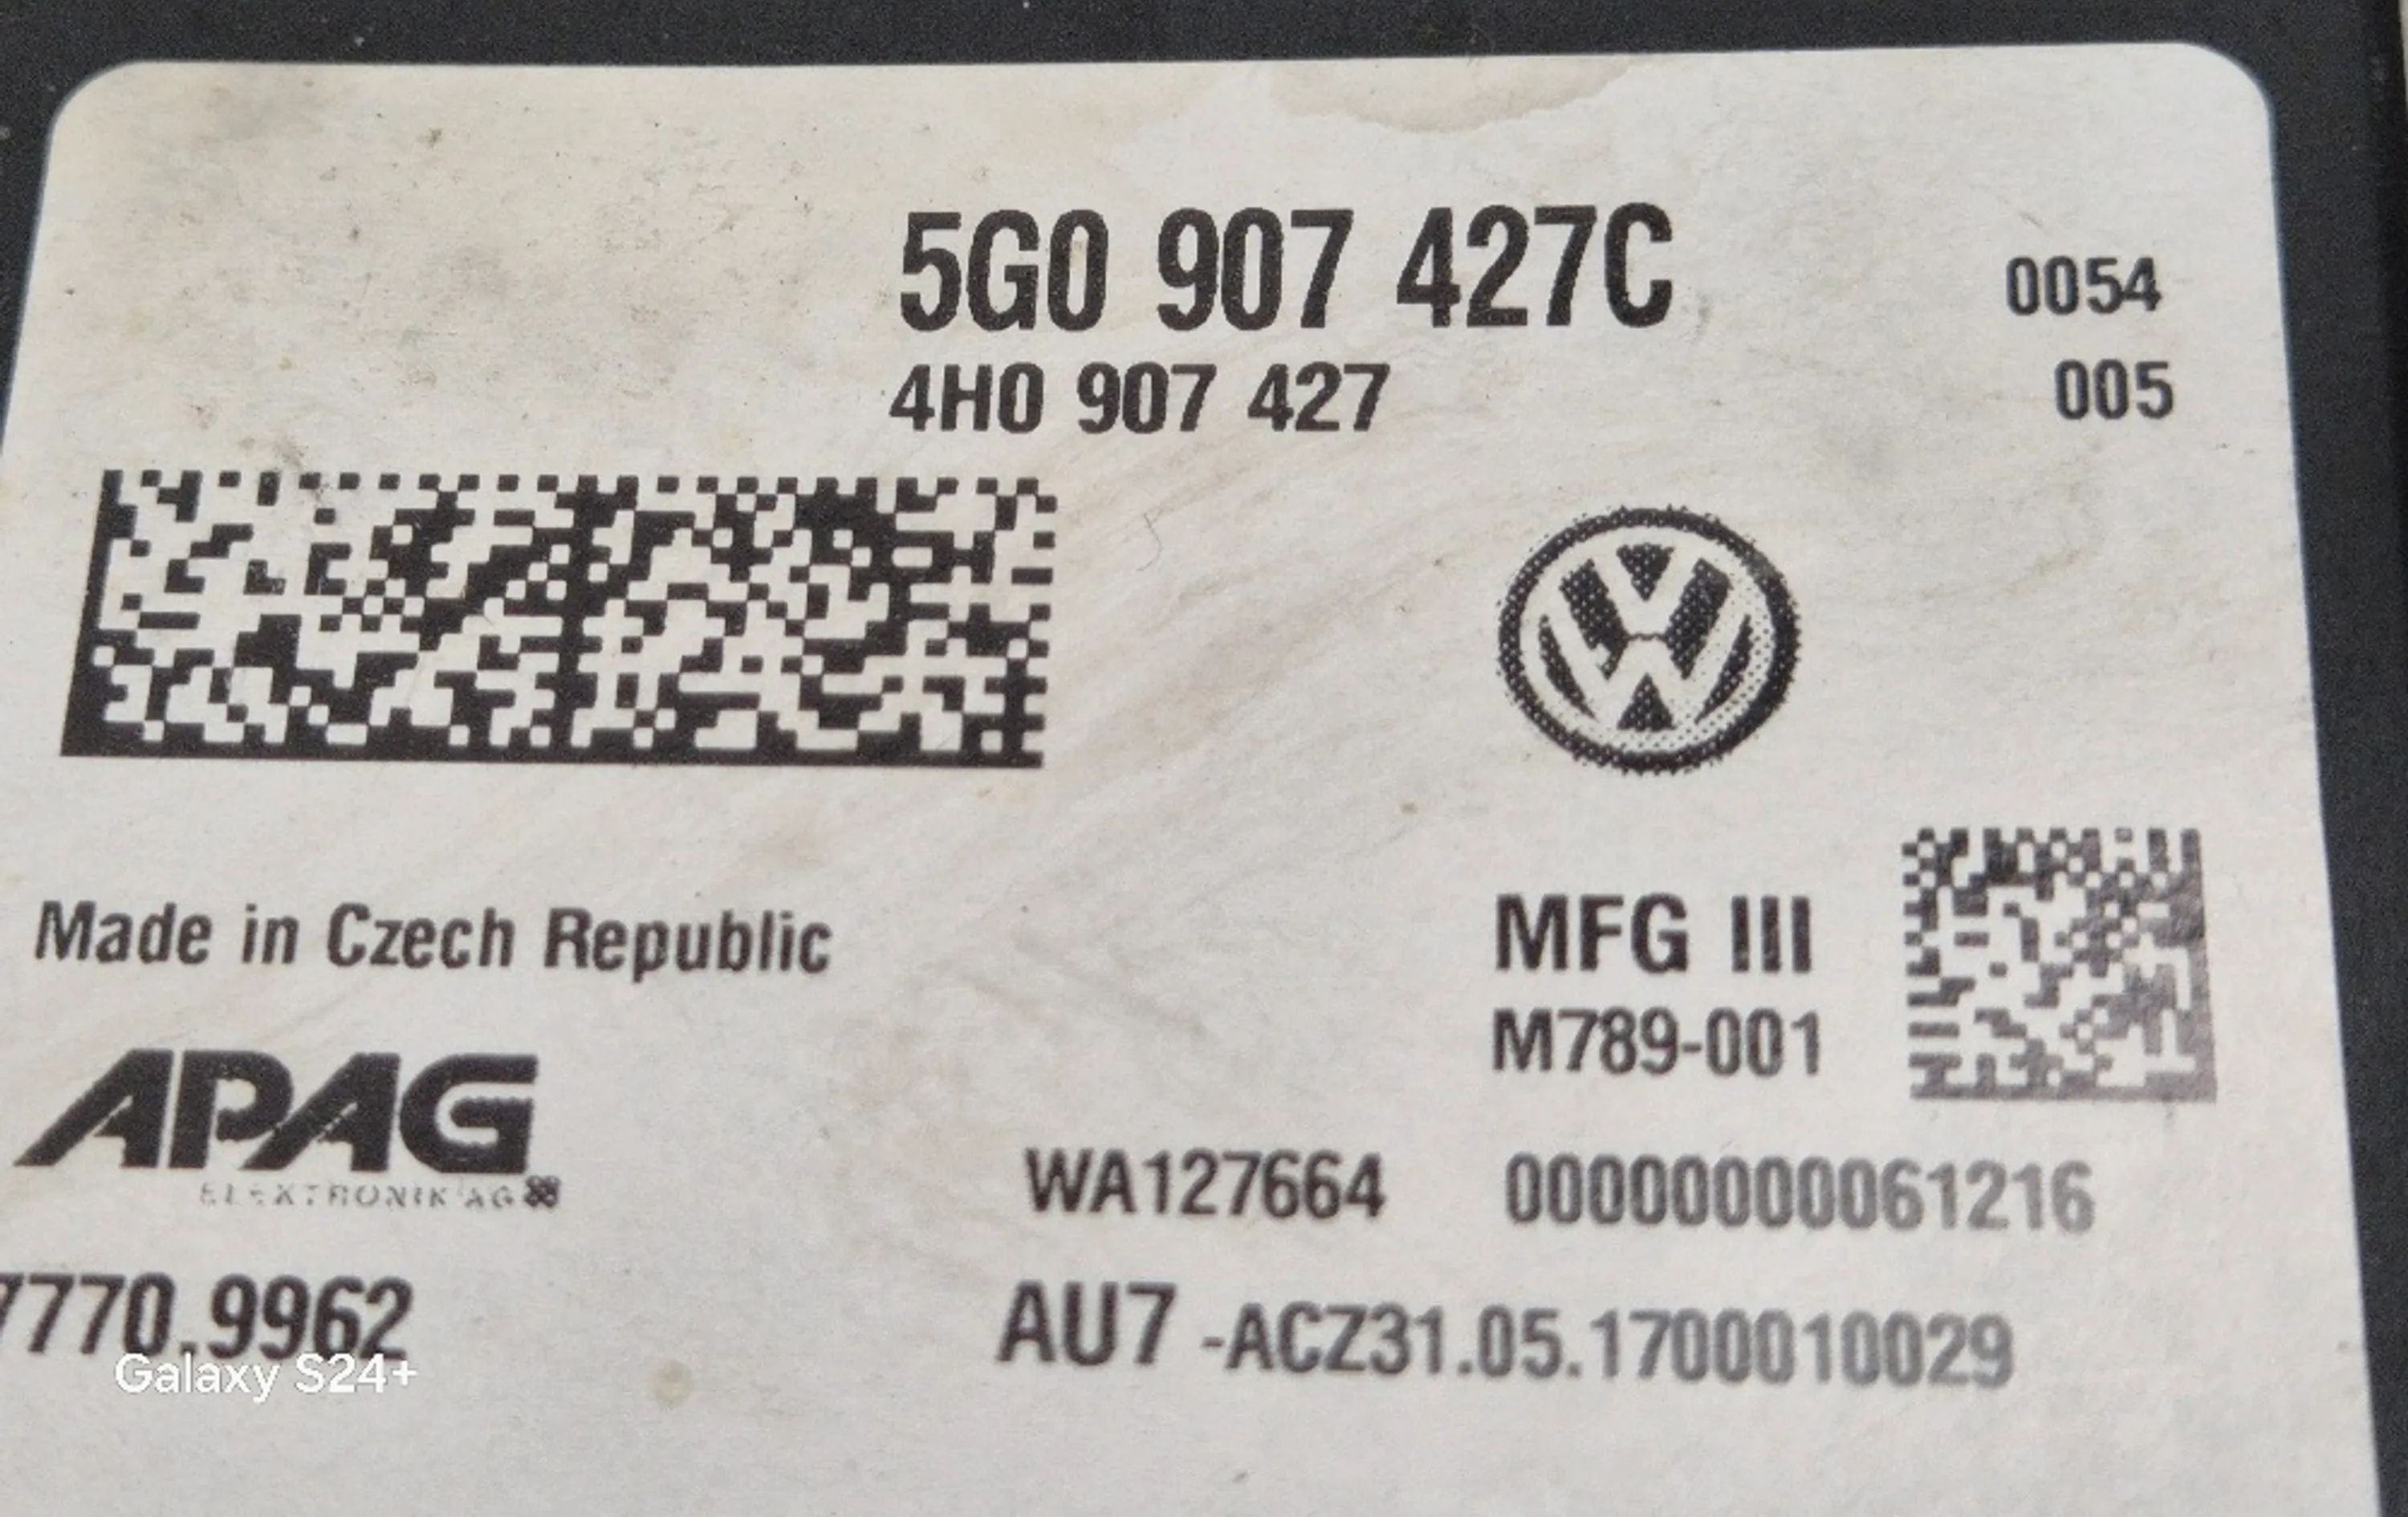 5G0 907 427C
0054
4H0 907 427
005
Made in Czech Republic
MFG III
M789-001
APAG
ELEKTRONIK AG
WA127664 00000000061216
7770.9962
AU7 -ACZ31.05.1700010029
Galaxy S24+